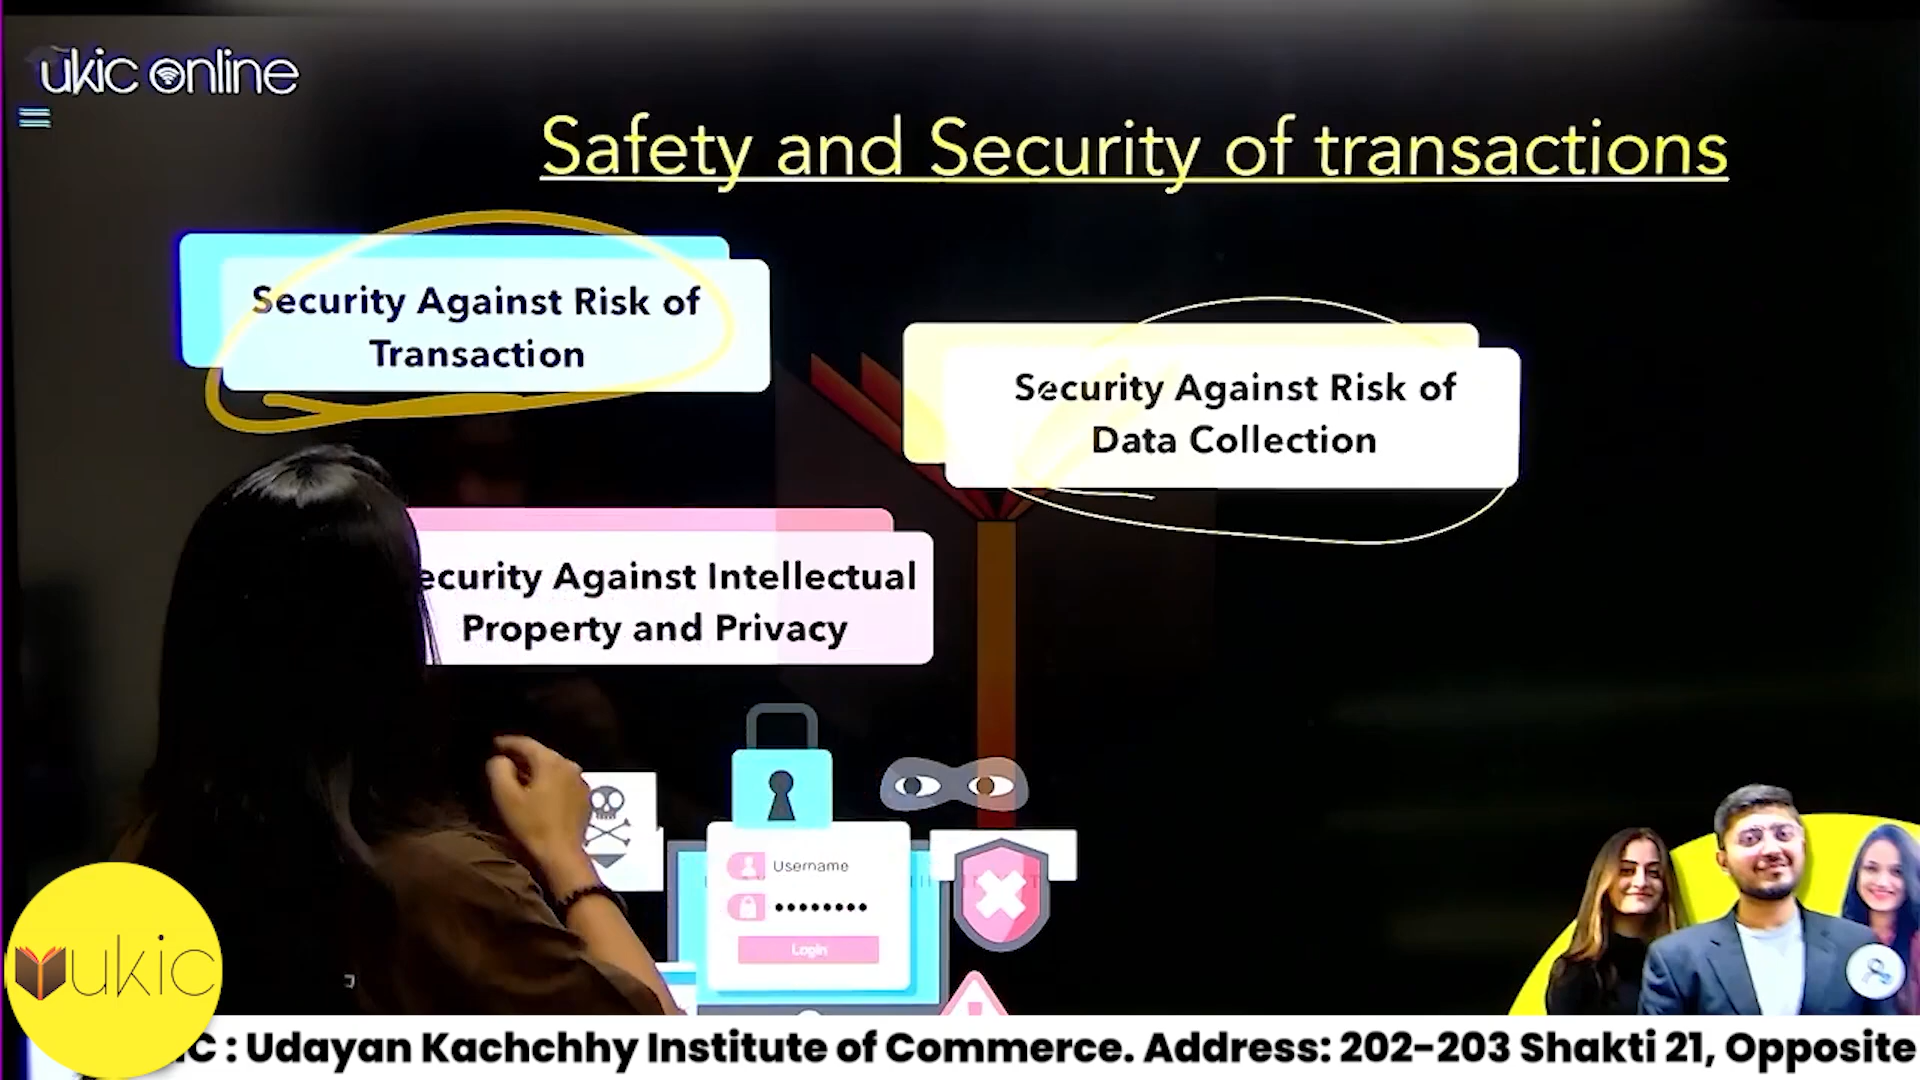 ukic online
Safety and Security of transactions
Security Against Risk of
Transaction
Security Against Risk of
Data Collection
ecurity Against Intellectual
Property and Privacy
Username
Login
ukic
C : Udayan Kachchhy Institute of Commerce. Address: 202-203 Shakti 21, Opposite